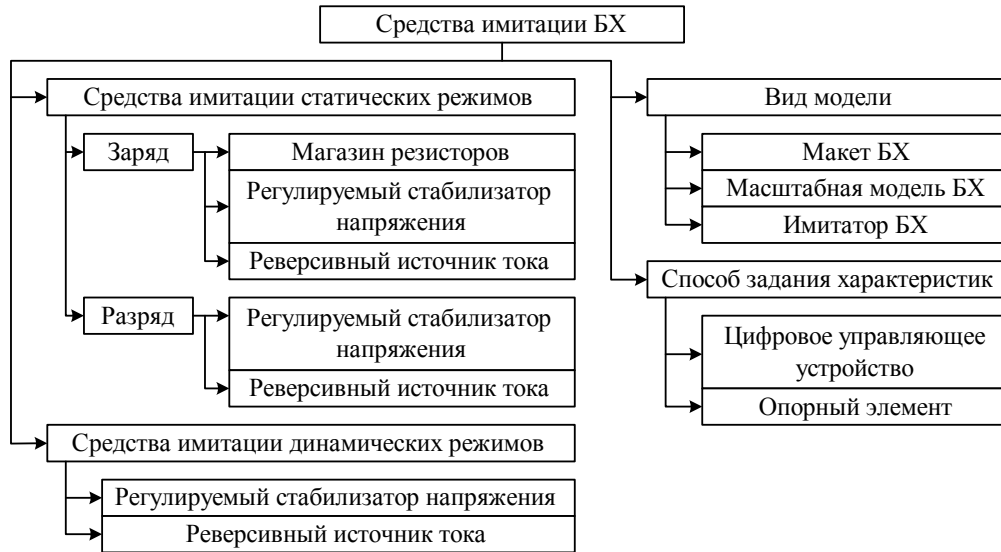 Средства имитации БХ
Средства имитации статических режимов
Заряд
Магазин резисторов
Регулируемый стабилизатор
напряжения
Реверсивный источник тока
Разряд
Регулируемый стабилизатор
напряжения
Реверсивный источник тока
Средства имитации динамических режимов
Регулируемый стабилизатор напряжения
Реверсивный источник тока
Вид модели
Макет БХ
Масштабная модель БХ
Имитатор БХ
Способ задания характеристик
Цифровое управляющее
устройство
Опорный элемент